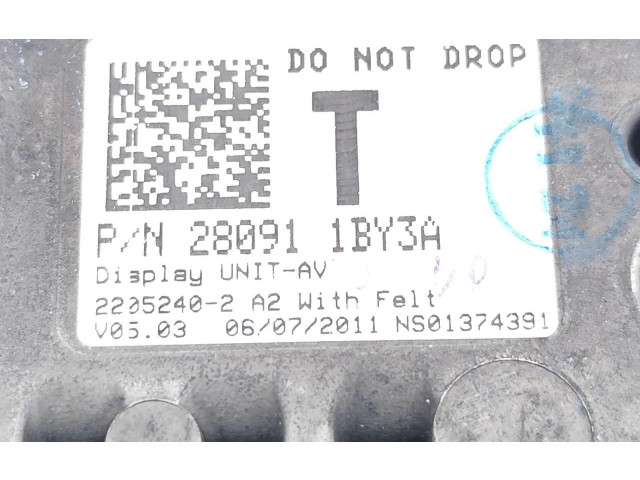 DO NOT DROP
T
P/N 28091 1BY3A
Display UNIT-AV
2205240-2 A2 With Felt
V05.03 06/07/2011 NS01374391